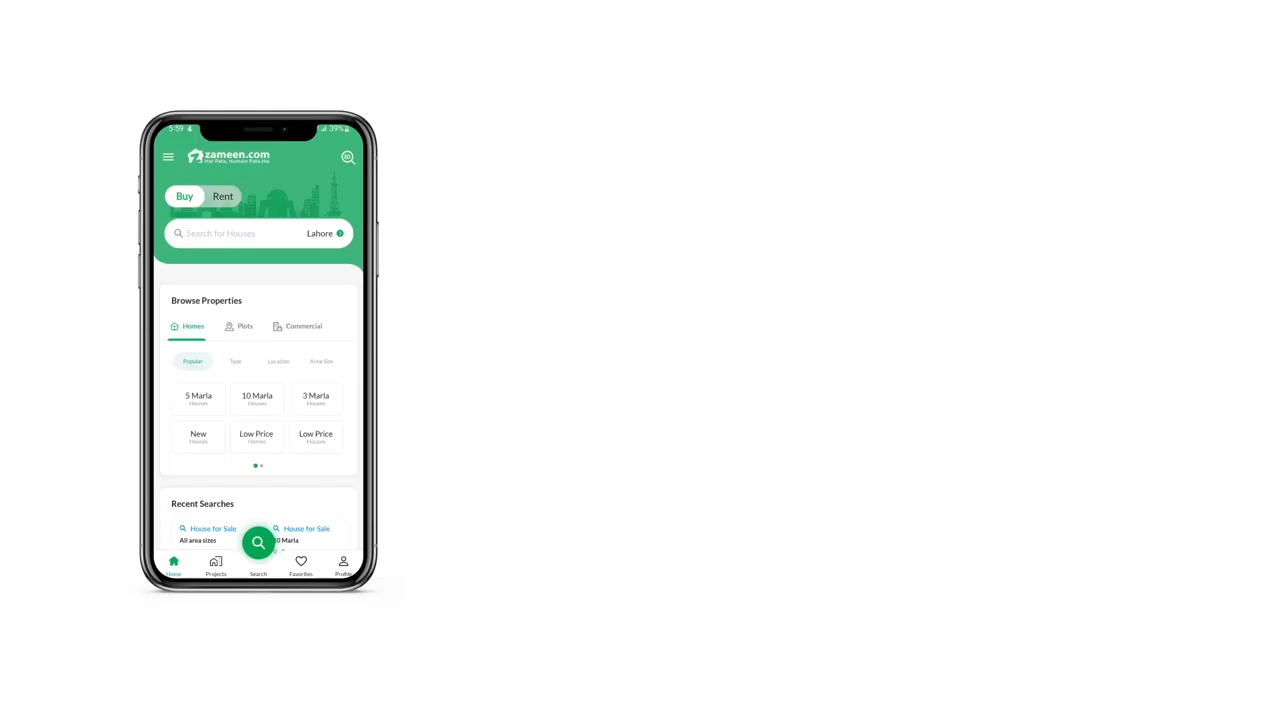 5:59 39%
zameen.com
Har Pata, Humain Pata Hai
Buy Rent
Search for Houses Lahore
Browse Properties
Homes Plots Commercial
Popular Type Location Area Size
5 Marla 10 Marla 3 Marla
Houses Houses Houses
New Low Price Low Price
Houses Homes Houses
Recent Searches
House for Sale House for Sale
All area sizes 10 Marla
Home Projects Search Favorites Profile